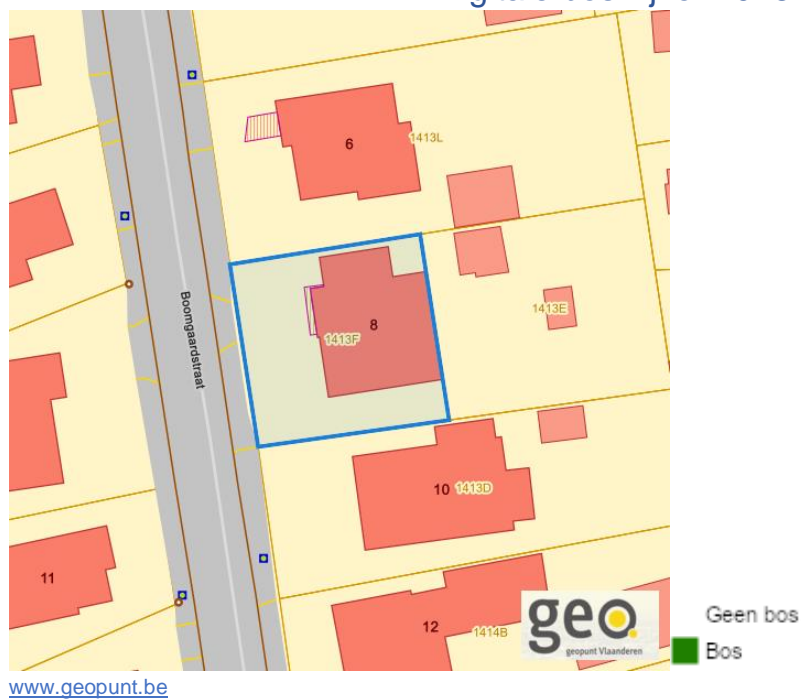 6
1413L
8
1413F
1413E
Boomgaardstraat
10 1413D
11
12
1414B
geo
geopunt Vlaanderen
Geen bos
Bos
www.geopunt.be